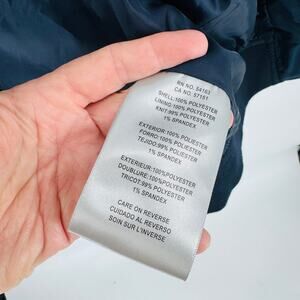 RN NO. 54163
CA NO. 57151
SHELL:100% POLYESTER
LINING:100% POLYESTER
KNIT:99% POLYESTER
1% SPANDEX
EXTERIOR:100% POLIESTER
FORRO:100% POLIESTER
TEJIDO:99% POLIESTER
1% SPANDEX
EXTERIEUR:100%POLYESTER
DOUBLURE:100%POLYESTER
TRICOT:99% POLYESTER
1% SPANDEX
CARE ON REVERSE
CUIDADO AL REVERSO
SOIN SUR L'INVERSE